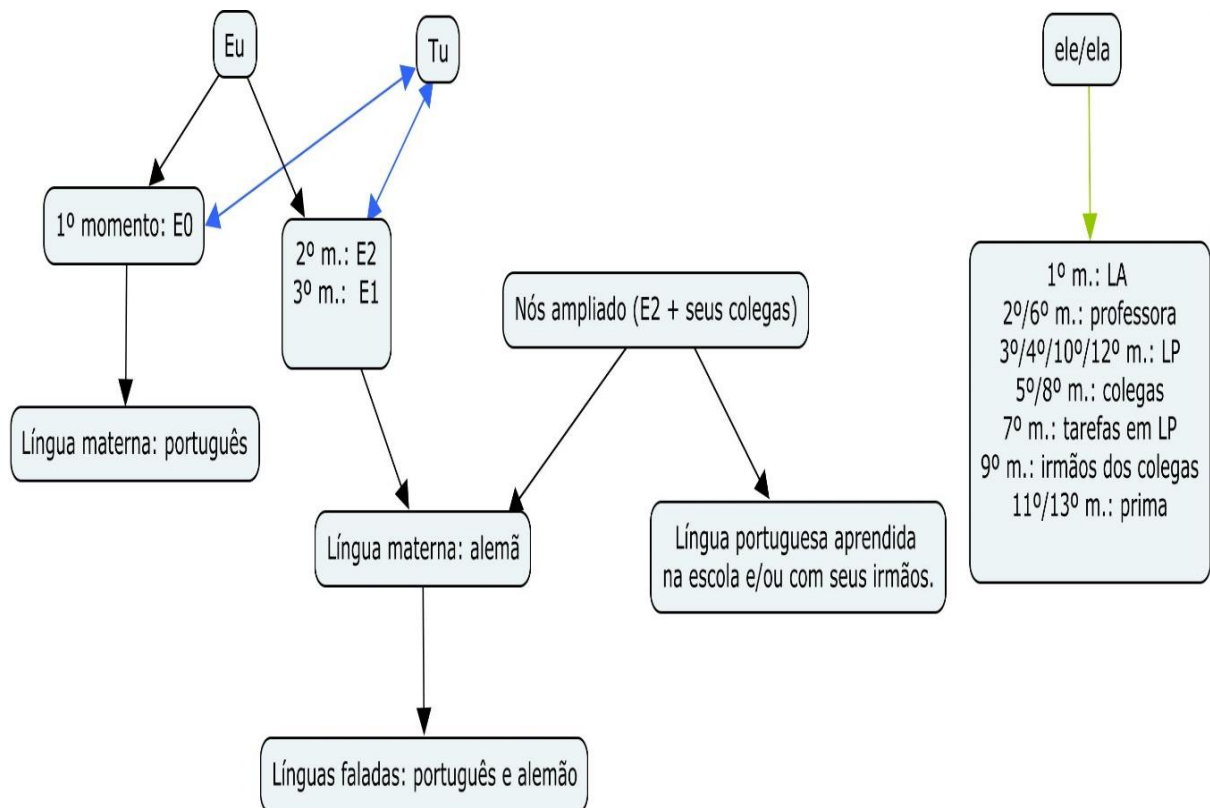 Eu
Tu
ele/ela
1º momento: E0
2º m.: E2
3º m.: E1
Nós ampliado (E2 + seus colegas)
1º m.: LA
2º/6º m.: professora
3º/4º/10º/12º m.: LP
5º/8º m.: colegas
7º m.: tarefas em LP
9º m.: irmãos dos colegas
11º/13º m.: prima
Língua materna: português
Língua materna: alemã
Língua portuguesa aprendida
na escola e/ou com seus irmãos.
Línguas faladas: português e alemão